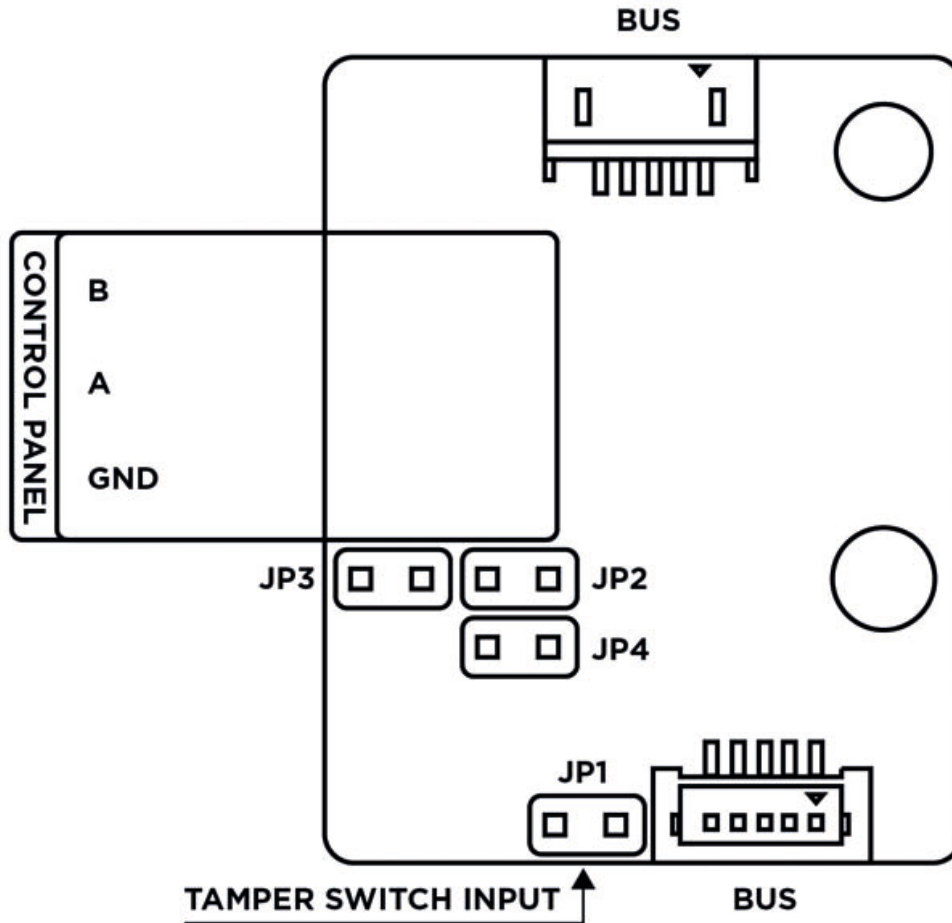 BUS
CONTROL PANEL
B
A
GND
JP3
JP2
JP4
JP1
TAMPER SWITCH INPUT
BUS